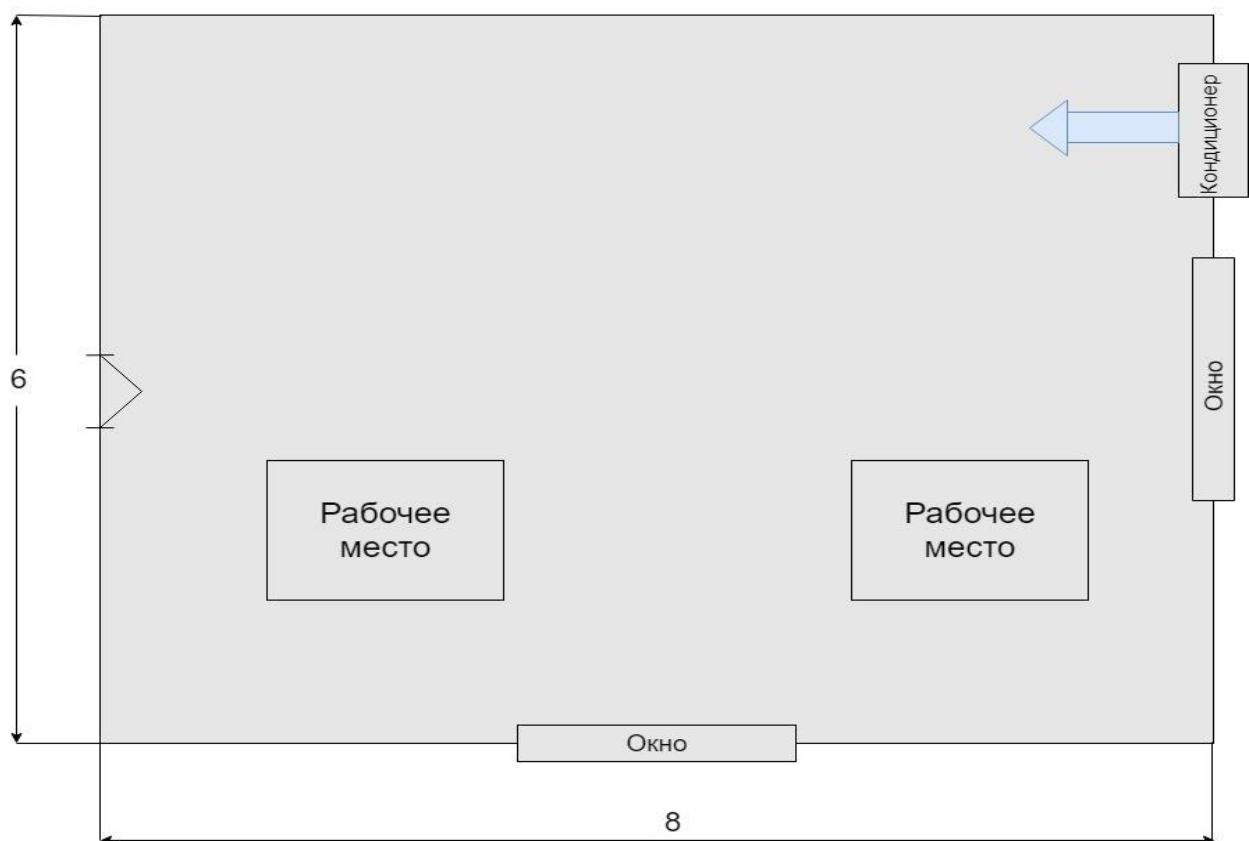 Кондиционер
6
Окно
Рабочее
место
Рабочее
место
Окно
8